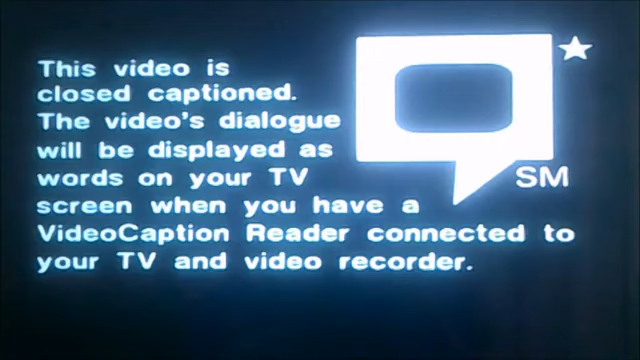 This video is
closed captioned.
The video's dialogue
will be displayed as
words on your TV
screen when you have a
VideoCaption Reader connected to
your TV and video recorder.
SM